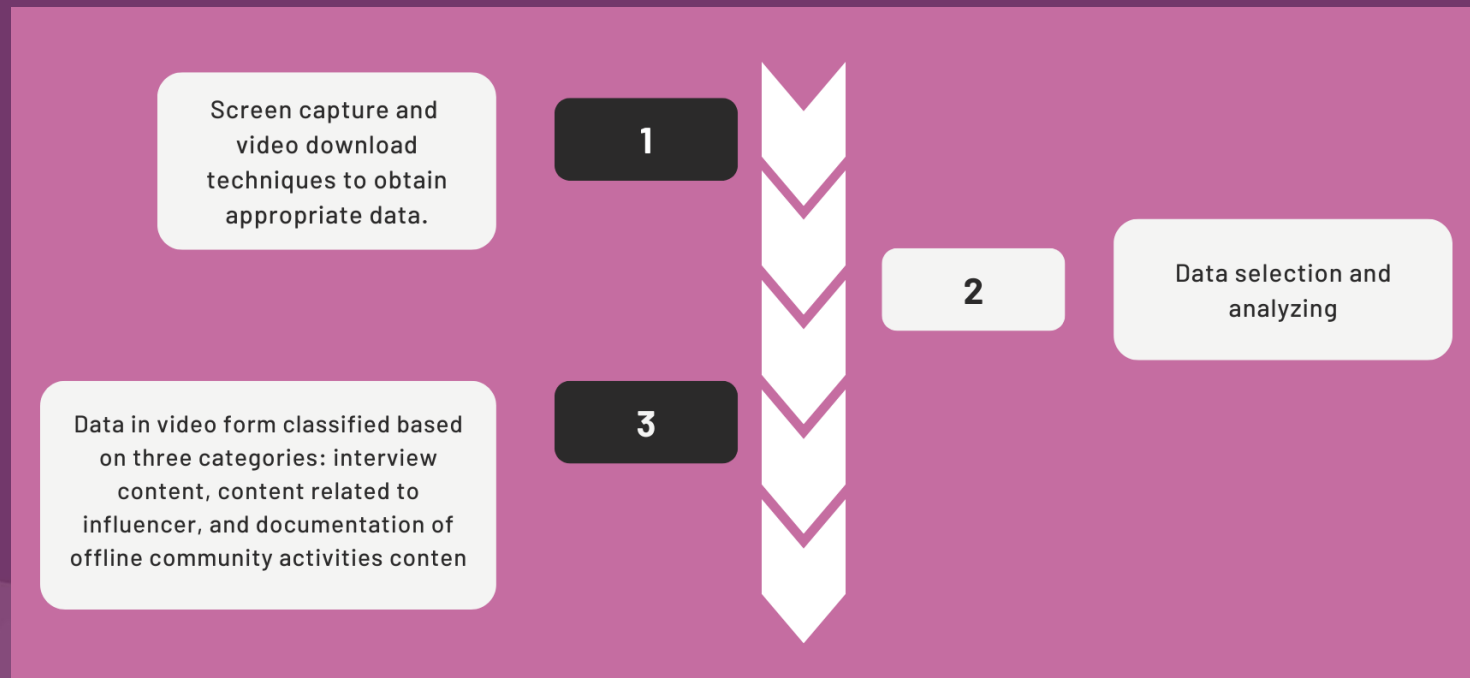 Screen capture and
video download
techniques to obtain
appropriate data.
1
2
Data selection and
analyzing
3
Data in video form classified based
on three categories: interview
content, content related to
influencer, and documentation of
offline community activities conten